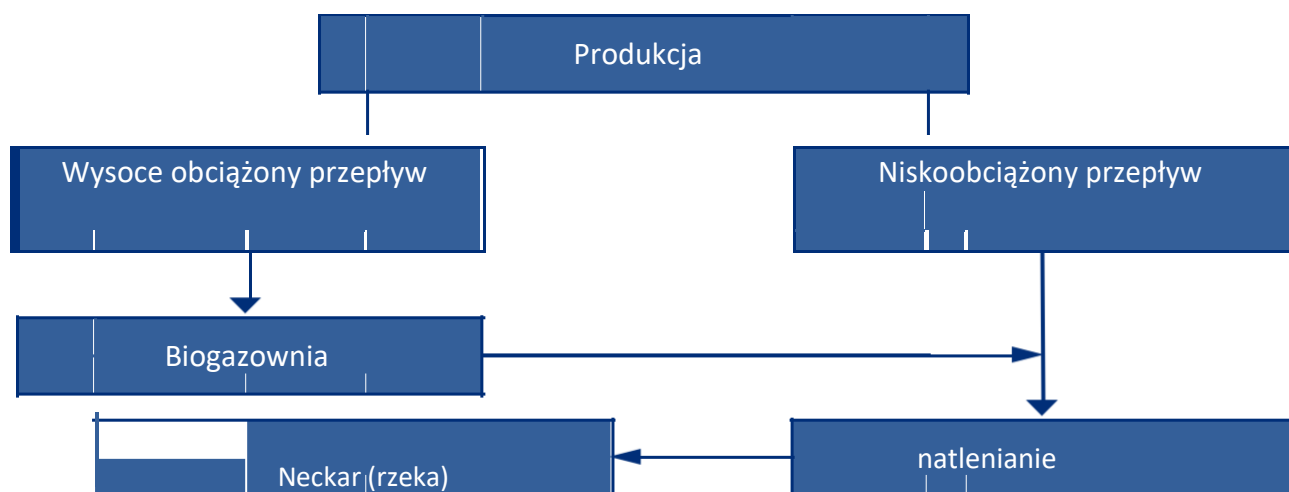 Produkcja
Wysoce obciążony przepływ
Niskoobciążony przepływ
Biogazownia
natlenianie
Neckar (rzeka)